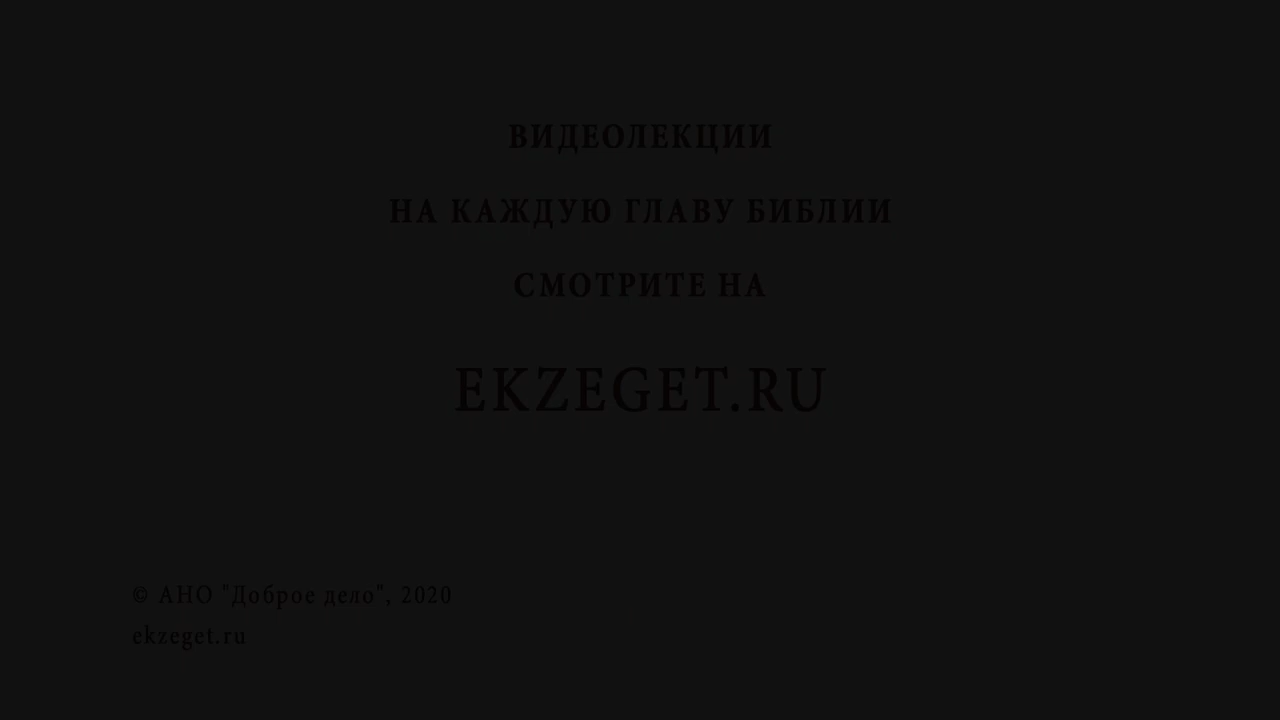 ВИДЕОЛЕКЦИИ
НА КАЖДУЮ ГЛАВУ БИБЛИИ
СМОТРИТЕ НА
EKZEGET.RU
© АНО "Доброе дело", 2020
ekzeget.ru